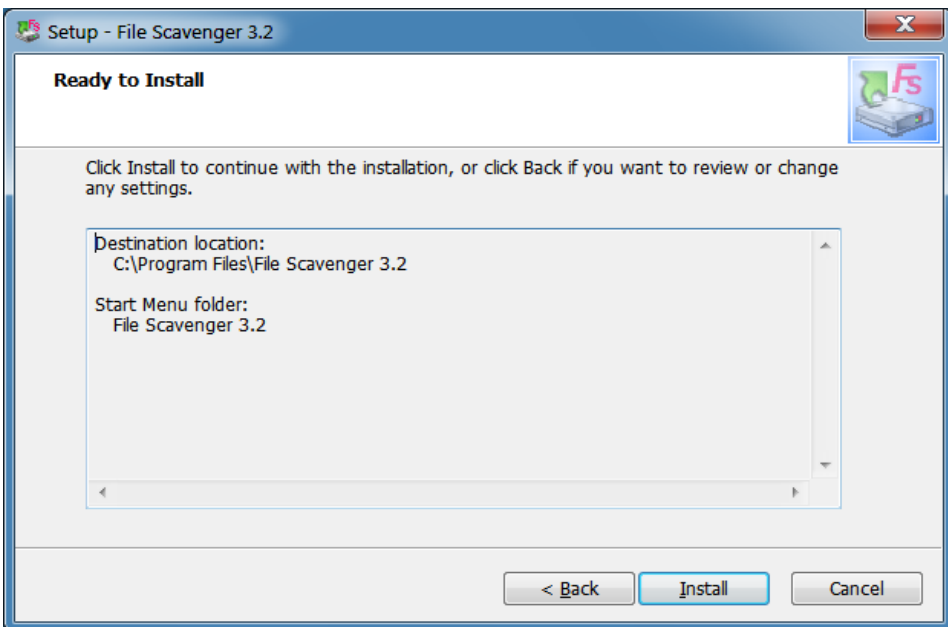 Setup - File Scavenger 3.2
Ready to Install
Fs
Click Install to continue with the installation, or click Back if you want to review or change
any settings.
Destination location:
C:\Program Files\File Scavenger 3.2
Start Menu folder:
File Scavenger 3.2
< Back
Install
Cancel